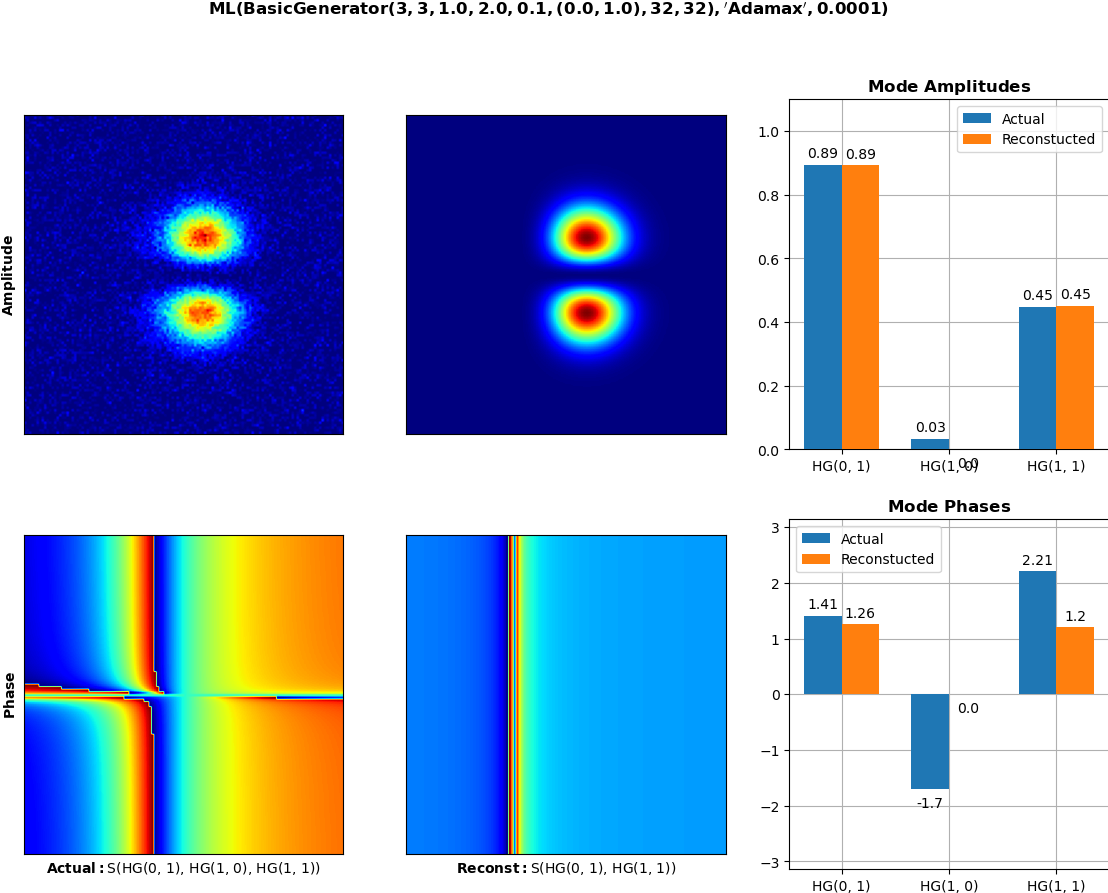 ML(BasicGenerator(3, 3, 1.0, 2.0, 0.1, (0.0, 1.0), 32, 32), ′Adamax′, 0.0001)
Amplitude
Mode Amplitudes
Actual
Reconstucted
1.0
0.8
0.6
0.4
0.2
0.0
0.89 0.89
0.03
0.0
0.45 0.45
HG(0, 1) HG(1, 0) HG(1, 1)
Phase
Actual: S(HG(0, 1), HG(1, 0), HG(1, 1))
Reconst: S(HG(0, 1), HG(1, 1))
Mode Phases
Actual
Reconstucted
3
2
1
0
−1
−2
−3
1.41 1.26
-1.7
0.0
2.21
1.2
HG(0, 1) HG(1, 0) HG(1, 1)